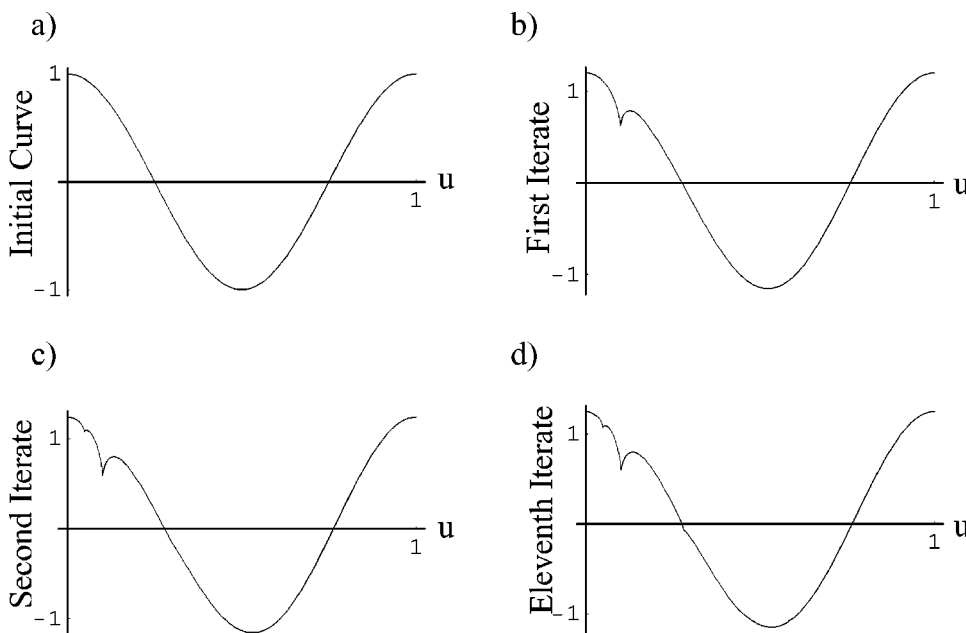 a)
Initial Curve
1
-1
u
1
b)
First Iterate
1
-1
u
1
c)
Second Iterate
1
-1
u
1
d)
Eleventh Iterate
1
-1
u
1